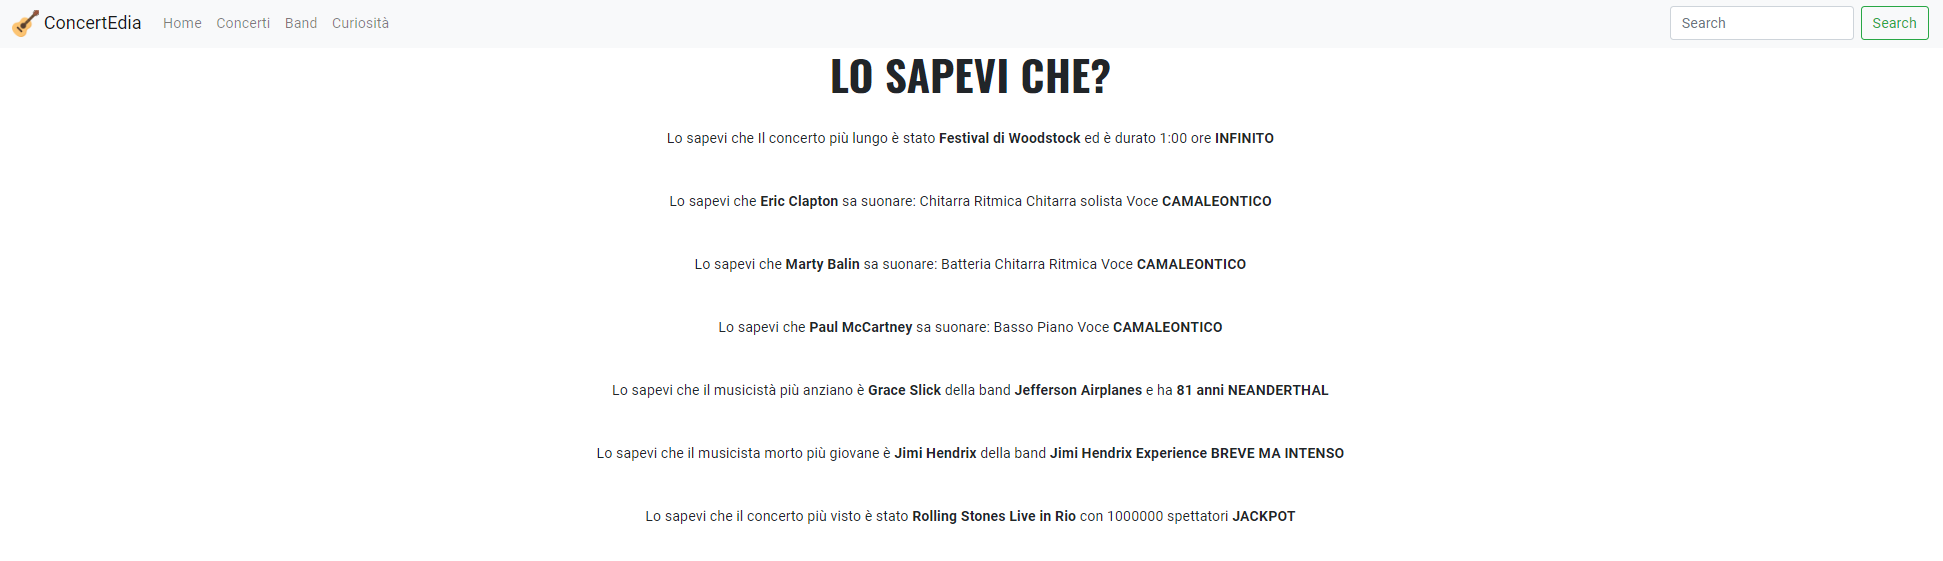 ConcertEdia Home Concerti Band Curiosità Search Search
LO SAPEVI CHE?
Lo sapevi che Il concerto più lungo è stato Festival di Woodstock ed è durato 1:00 ore INFINITO
Lo sapevi che Eric Clapton sa suonare: Chitarra Ritmica Chitarra solista Voce CAMALEONTICO
Lo sapevi che Marty Balin sa suonare: Batteria Chitarra Ritmica Voce CAMALEONTICO
Lo sapevi che Paul McCartney sa suonare: Basso Piano Voce CAMALEONTICO
Lo sapevi che il musicistà più anziano è Grace Slick della band Jefferson Airplanes e ha 81 anni NEANDERTHAL
Lo sapevi che il musicista morto più giovane è Jimi Hendrix della band Jimi Hendrix Experience BREVE MA INTENSO
Lo sapevi che il concerto più visto è stato Rolling Stones Live in Rio con 1000000 spettatori JACKPOT